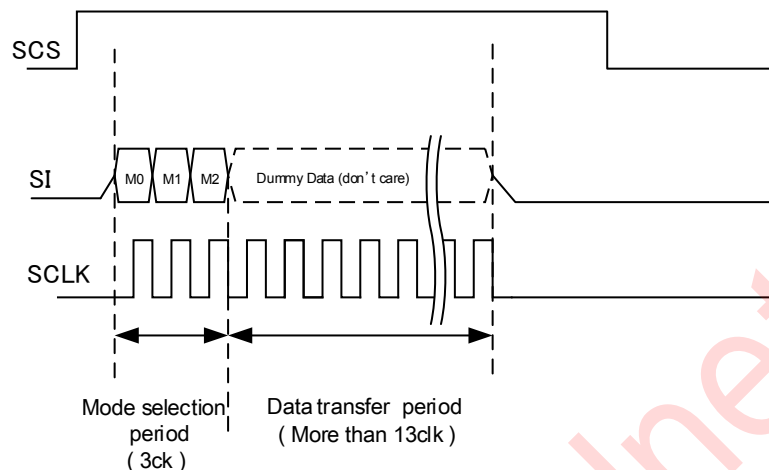 SCS
SI
M0 M1 M2 Dummy Data (don't care)
SCLK
Mode selection period ( 3ck )
Data transfer period ( More than 13clk )